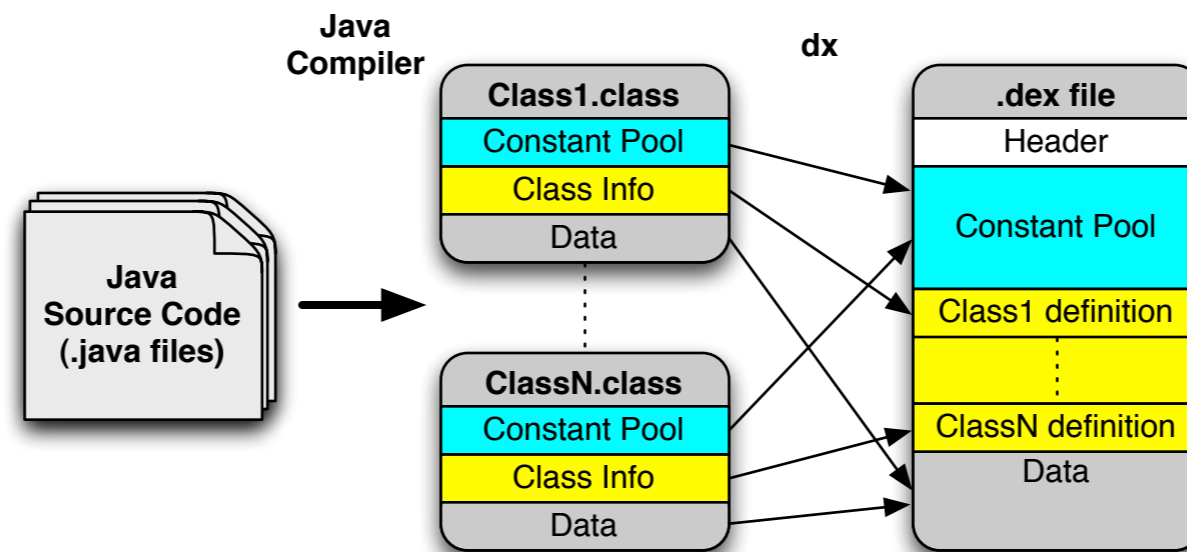 Java
Compiler
dx
Java
Source Code
(.java files)
Class1.class
Constant Pool
Class Info
Data
ClassN.class
Constant Pool
Class Info
Data
.dex file
Header
Constant Pool
Class1 definition
ClassN definition
Data